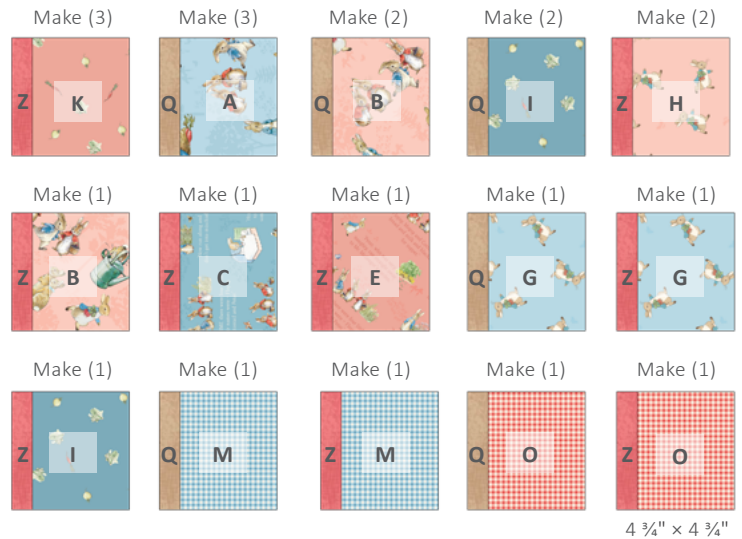 Make (3) Make (3) Make (2) Make (2) Make (2)
Z K Q A Q B Q I Z H
Make (1) Make (1) Make (1) Make (1) Make (1)
Z B Z C Z E Q G Z G
Make (1) Make (1) Make (1) Make (1) Make (1)
Z I Q M Z M Q O Z O
4 ¾" × 4 ¾"